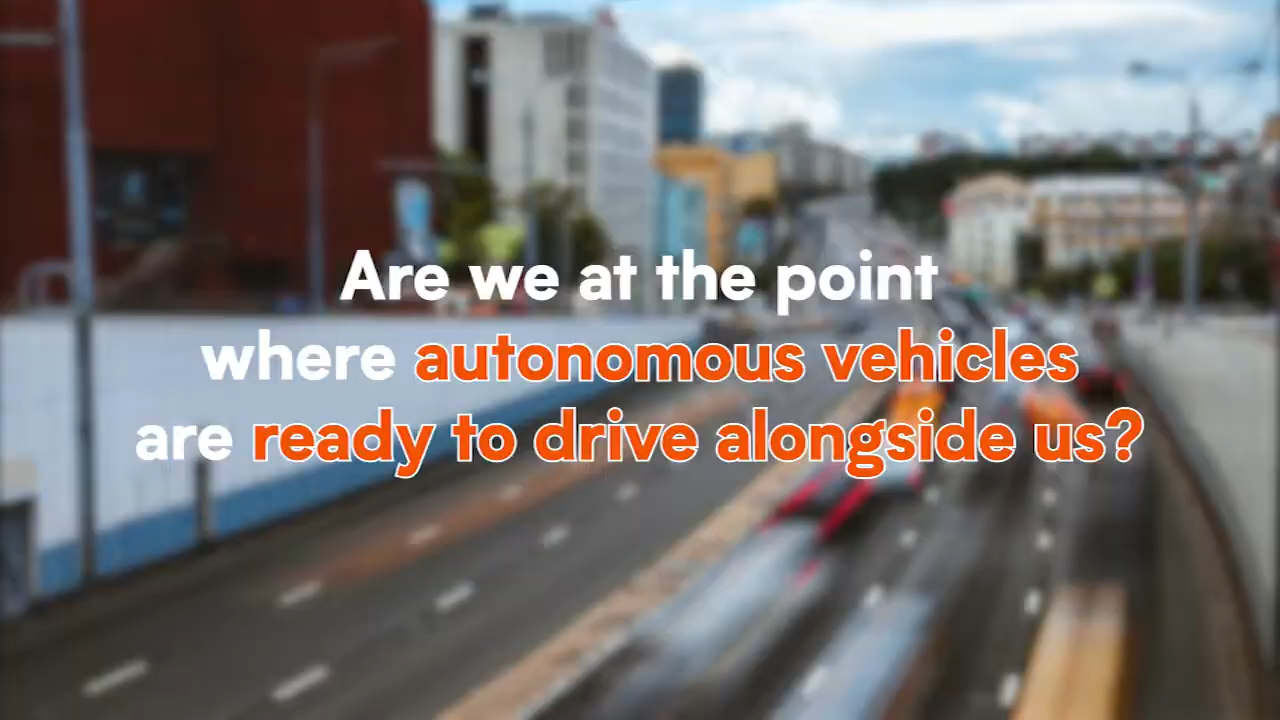 Are we at the point
where autonomous vehicles
are ready to drive alongside us?